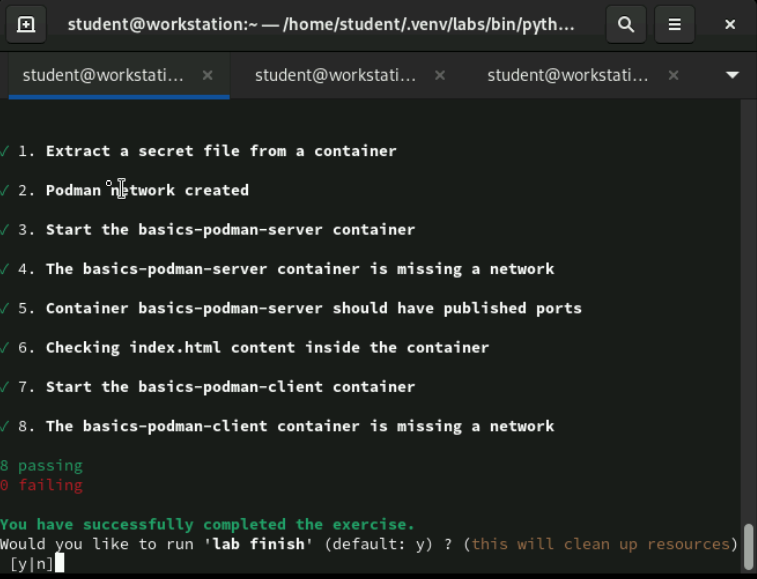 student@workstation:~ — /home/student/.venv/labs/bin/pyth…
student@workstati… × student@workstati… × student@workstati… ×
✓ 1. Extract a secret file from a container
✓ 2. Podman network created
✓ 3. Start the basics-podman-server container
✓ 4. The basics-podman-server container is missing a network
✓ 5. Container basics-podman-server should have published ports
✓ 6. Checking index.html content inside the container
✓ 7. Start the basics-podman-client container
✓ 8. The basics-podman-client container is missing a network
8 passing
0 failing
You have successfully completed the exercise.
Would you like to run 'lab finish' (default: y) ? (this will clean up resources)
[y|n]